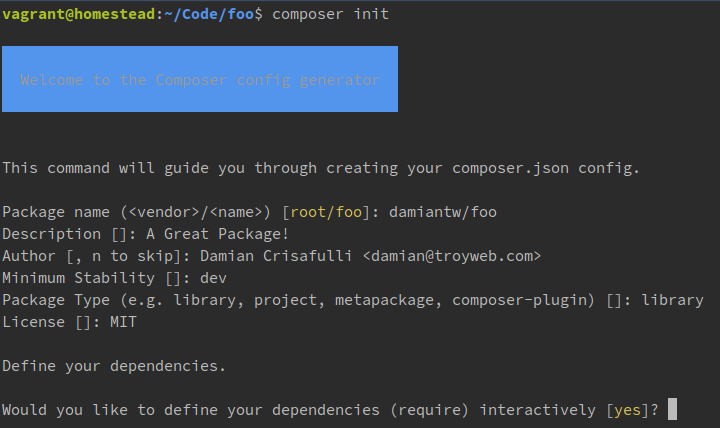 vagrant@homestead:~/Code/foo$ composer init
Welcome to the Composer config generator
This command will guide you through creating your composer.json config.
Package name (<vendor>/<name>) [root/foo]: damiantw/foo
Description []: A Great Package!
Author [, n to skip]: Damian Crisafulli <damian@troyweb.com>
Minimum Stability []: dev
Package Type (e.g. library, project, metapackage, composer-plugin) []: library
License []: MIT
Define your dependencies.
Would you like to define your dependencies (require) interactively [yes]?